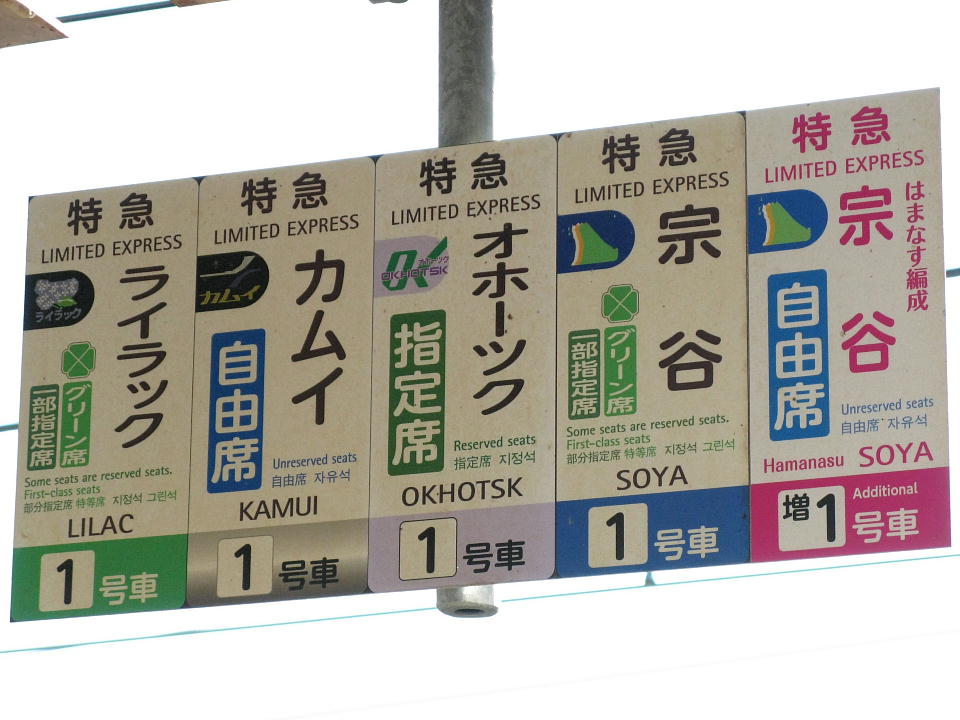 特急
LIMITED EXPRESS
ライラック
ライラック
グリーン席
一部指定席
Some seats are reserved seats.
First-class seats
部分指定席 特等席 지정석 그린석
LILAC
1号車
特急
LIMITED EXPRESS
カムイ
カムイ
自由席
Unreserved seats
自由席 자유석
KAMUI
1号車
特急
LIMITED EXPRESS
オホーツク
OKHOTSK
オホーツク
指定席
Reserved seats
指定席 지정석
OKHOTSK
1号車
特急
LIMITED EXPRESS
宗谷
グリーン席
一部指定席
Some seats are reserved seats.
First-class seats
部分指定席 特等席 지정석 그린석
SOYA
1号車
特急
LIMITED EXPRESS
はまなす編成
宗谷
自由席
Unreserved seats
自由席 자유석
Hamanasu SOYA
増1号車
Additional